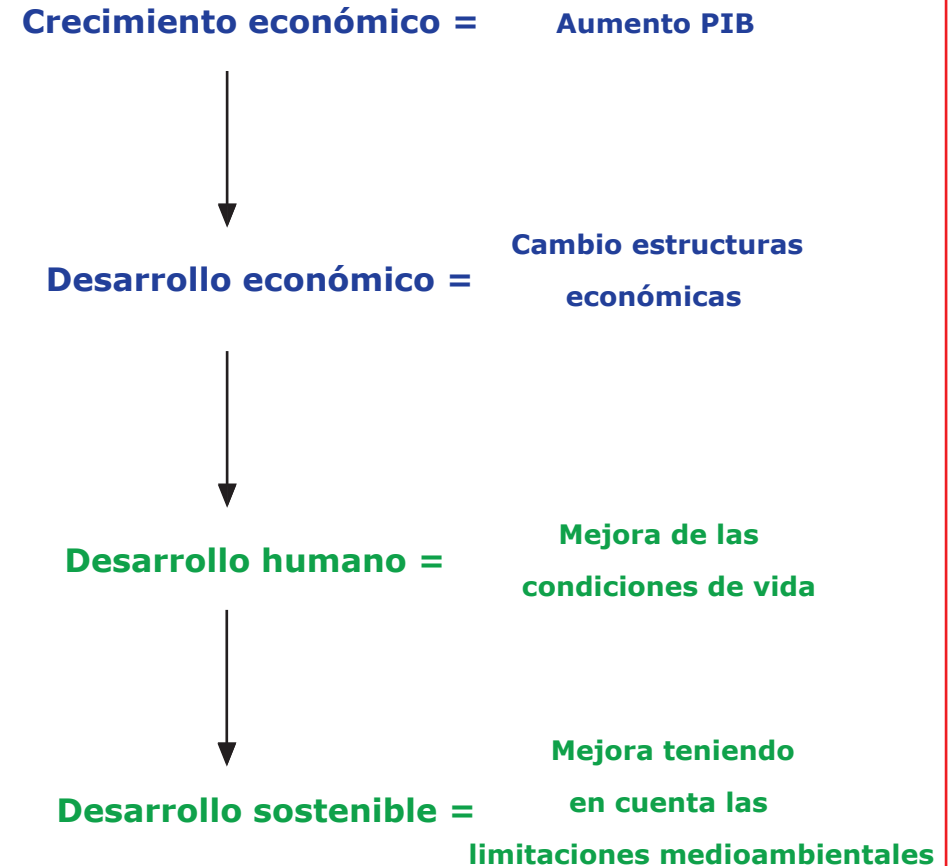 Crecimiento económico = Aumento PIB
Desarrollo económico = Cambio estructuras
económicas
Desarrollo humano = Mejora de las
condiciones de vida
Desarrollo sostenible = Mejora teniendo
en cuenta las
limitaciones medioambientales